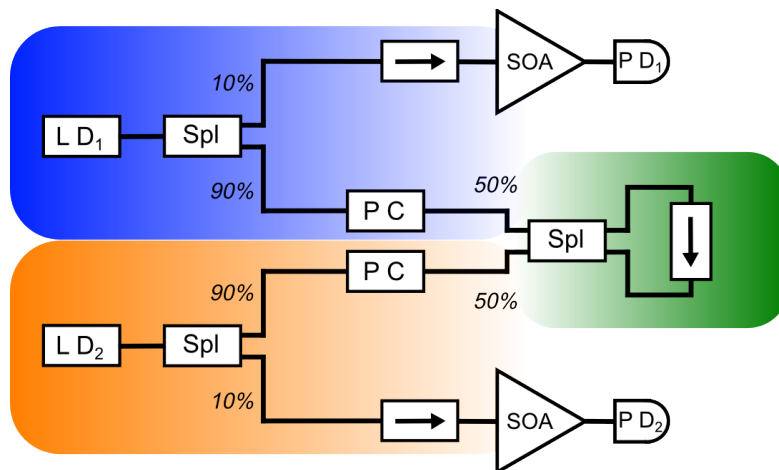 10%
SOA
P D₁
L D₁
Spl
90%
P C
50%
Spl
90%
P C
50%
L D₂
Spl
10%
SOA
P D₂